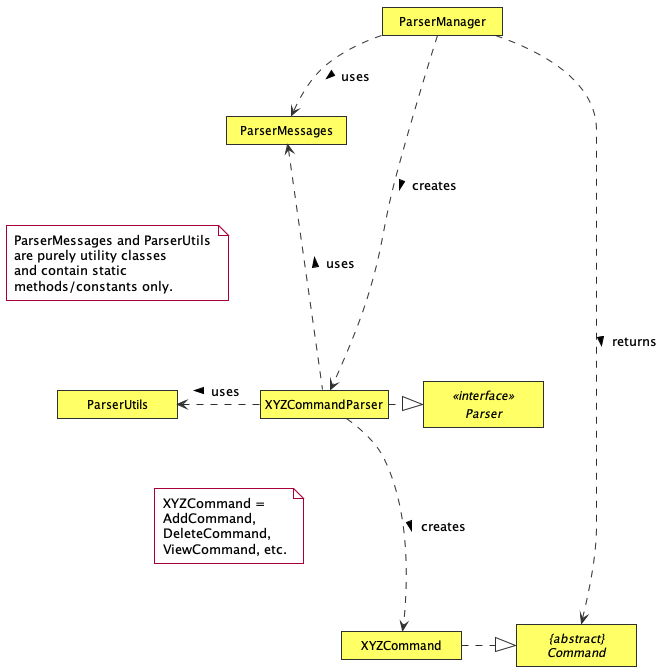 ParserManager
uses
ParserMessages
creates
ParserMessages and ParserUtils
are purely utility classes
and contain static
methods/constants only.
uses
returns
uses
ParserUtils
XYZCommandParser
«interface»
Parser
XYZCommand =
AddCommand,
DeleteCommand,
ViewCommand, etc.
creates
XYZCommand
{abstract}
Command